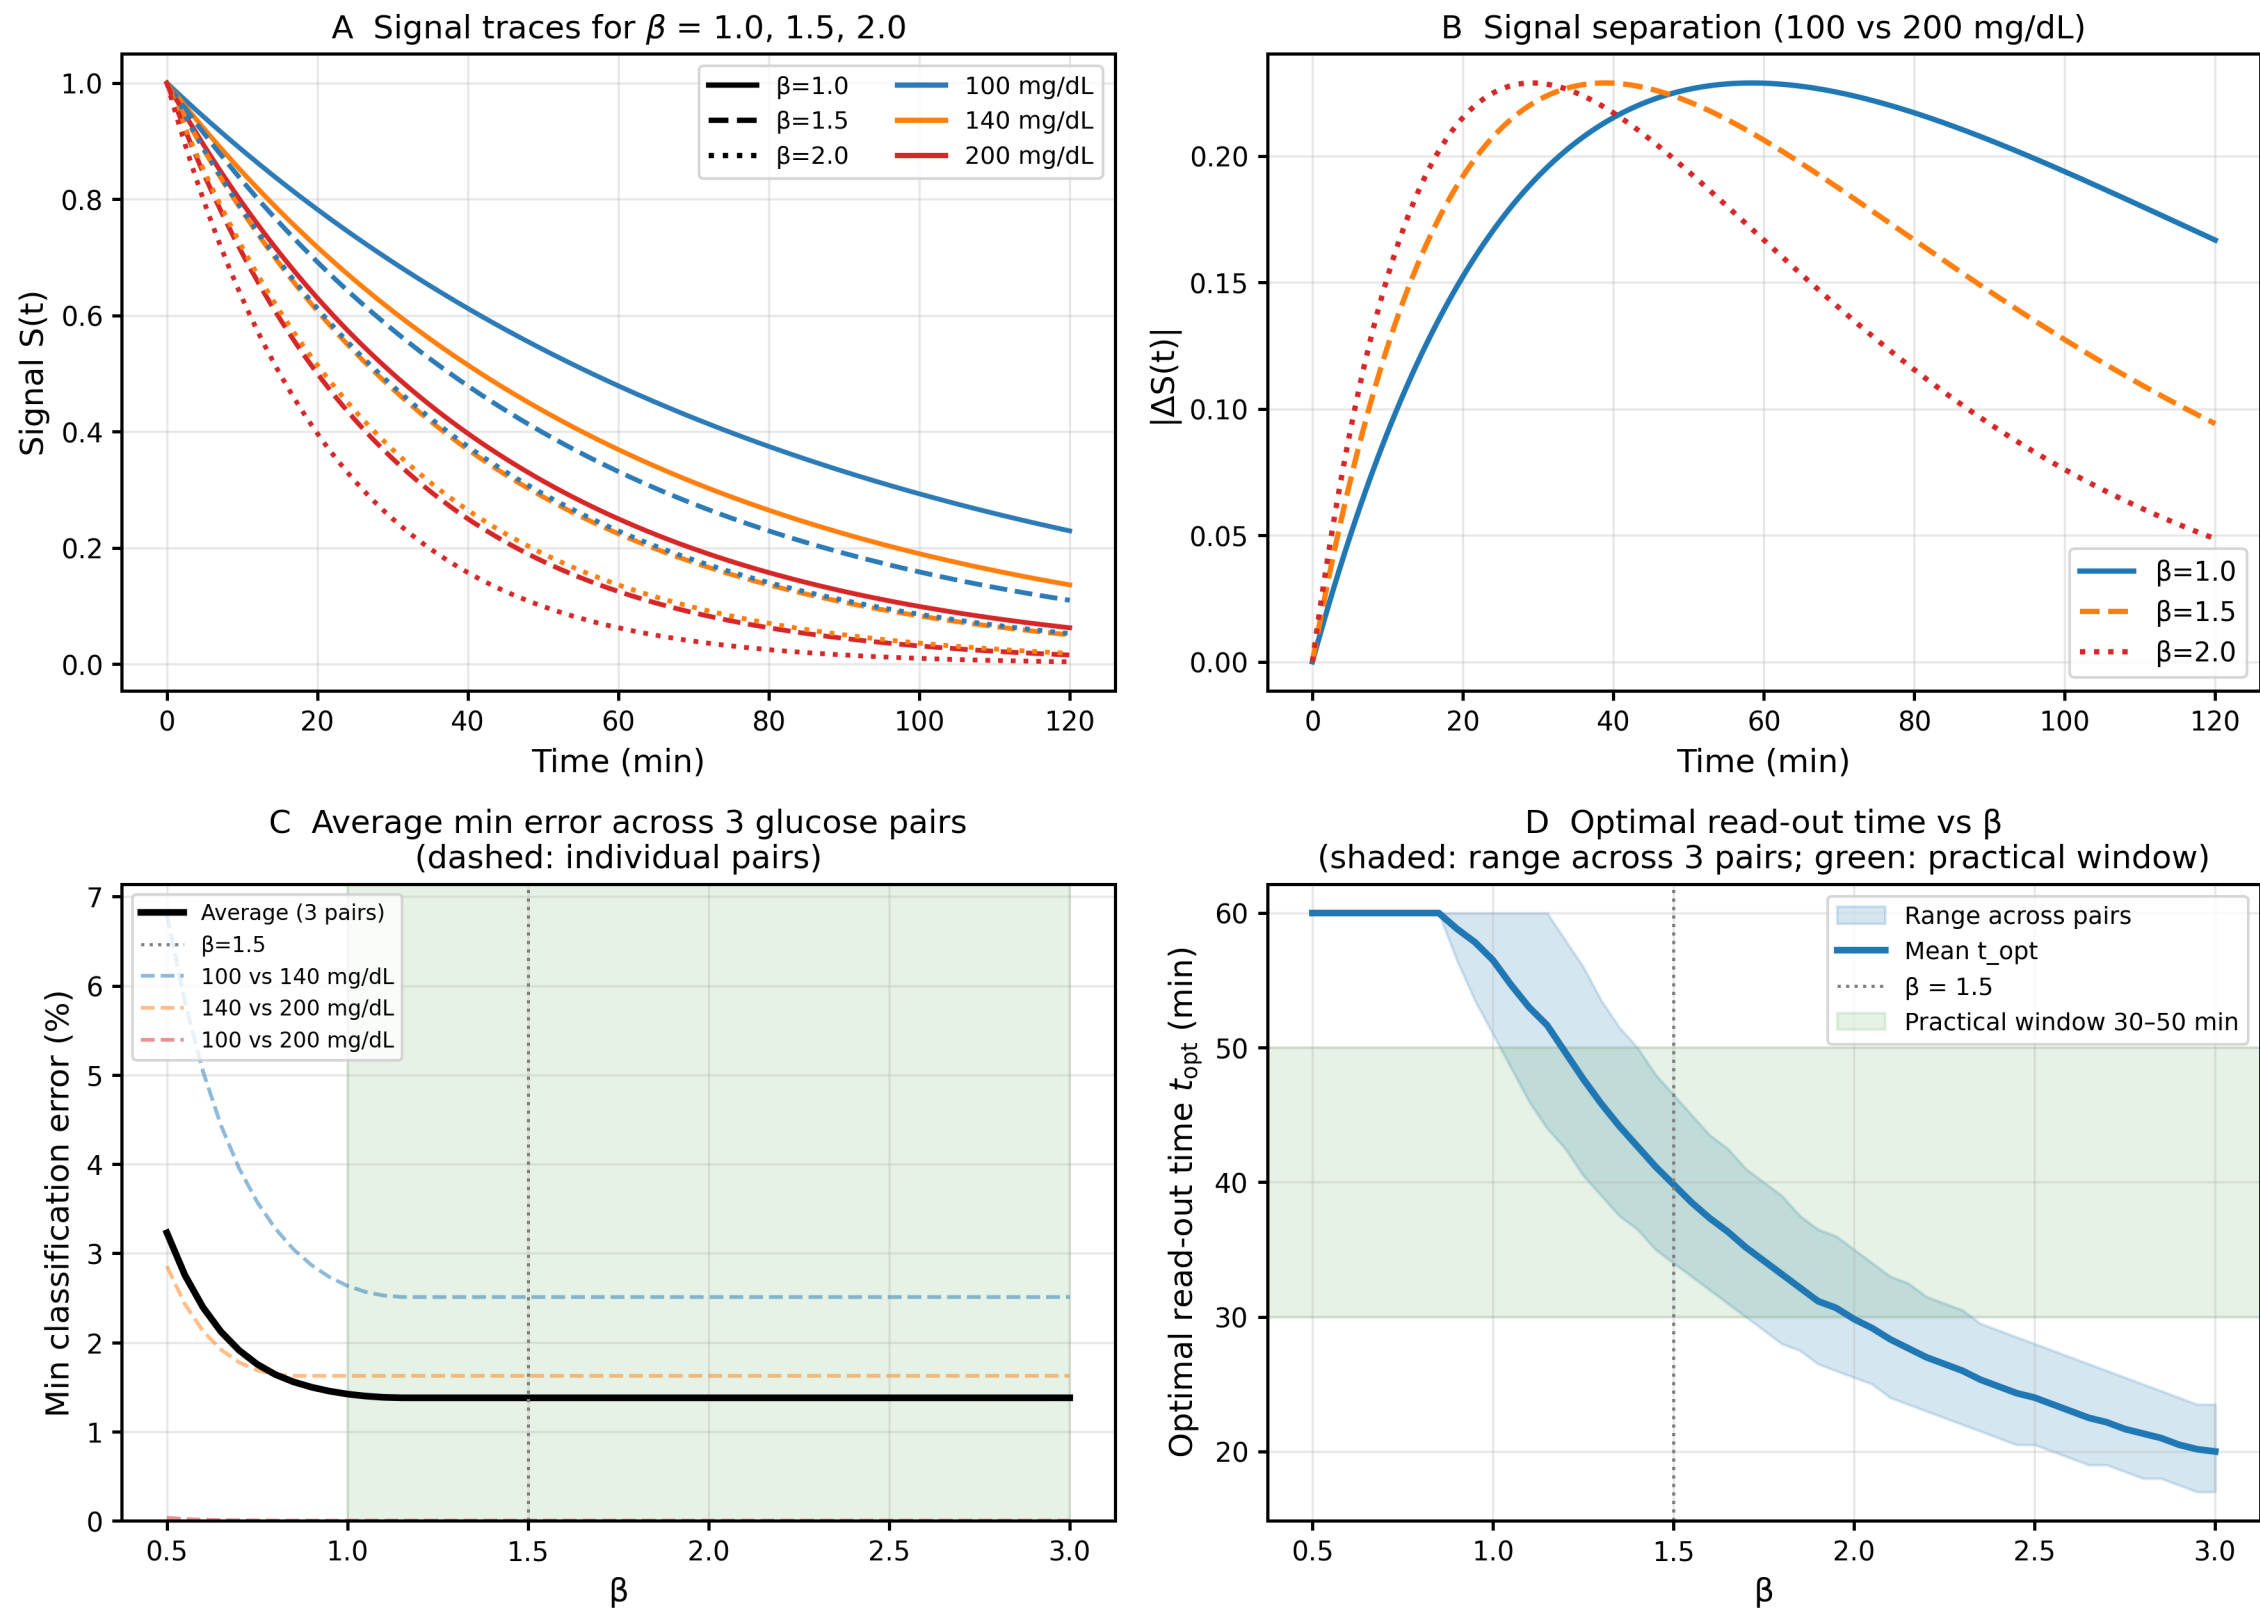 A  Signal traces for β = 1.0, 1.5, 2.0
Signal S(t)
1.0
0.8
0.6
0.4
0.2
0.0
β=1.0
β=1.5
β=2.0
100 mg/dL
140 mg/dL
200 mg/dL
0 20 40 60 80 100 120
Time (min)
B  Signal separation (100 vs 200 mg/dL)
|ΔS(t)|
0.20
0.15
0.10
0.05
0.00
β=1.0
β=1.5
β=2.0
0 20 40 60 80 100 120
Time (min)
C  Average min error across 3 glucose pairs
(dashed: individual pairs)
Min classification error (%)
7
6
5
4
3
2
1
0
Average (3 pairs)
β=1.5
100 vs 140 mg/dL
140 vs 200 mg/dL
100 vs 200 mg/dL
0.5 1.0 1.5 2.0 2.5 3.0
β
D  Optimal read-out time vs β
(shaded: range across 3 pairs; green: practical window)
Optimal read-out time t_opt (min)
60
50
40
30
20
Range across pairs
Mean t_opt
β = 1.5
Practical window 30–50 min
0.5 1.0 1.5 2.0 2.5 3.0
β